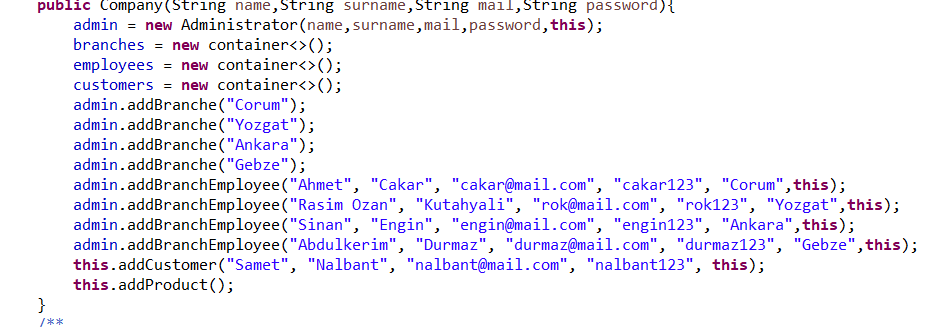 public Company(String name,String surname,String mail,String password){
admin = new Administrator(name,surname,mail,password,this);
branches = new container<>();
employees = new container<>();
customers = new container<>();
admin.addBranche("Corum");
admin.addBranche("Yozgat");
admin.addBranche("Ankara");
admin.addBranche("Gebze");
admin.addBranchEmployee("Ahmet", "Cakar", "cakar@mail.com", "cakar123", "Corum",this);
admin.addBranchEmployee("Rasim Ozan", "Kutahyali", "rok@mail.com", "rok123", "Yozgat",this);
admin.addBranchEmployee("Sinan", "Engin", "engin@mail.com", "engin123", "Ankara",this);
admin.addBranchEmployee("Abdulkerim", "Durmaz", "durmaz@mail.com", "durmaz123", "Gebze",this);
this.addCustomer("Samet", "Nalbant", "nalbant@mail.com", "nalbant123", this);
this.addProduct();
}
/**